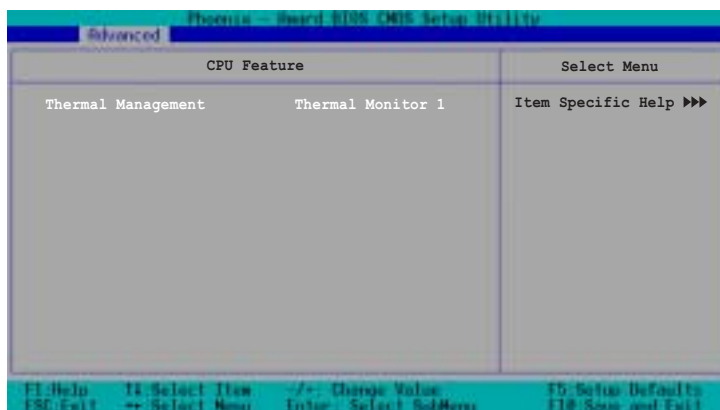 Phoenix - Award BIOS CMOS Setup Utility
Advanced
CPU Feature
Select Menu
Thermal Management Thermal Monitor 1
Item Specific Help ▶▶▶
F1:Help ↑↓ Select Item -/+ Change Value F5:Setup Defaults
ESC:Exit ↔ Select Menu Enter: Select SubMenu F10:Save and Exit